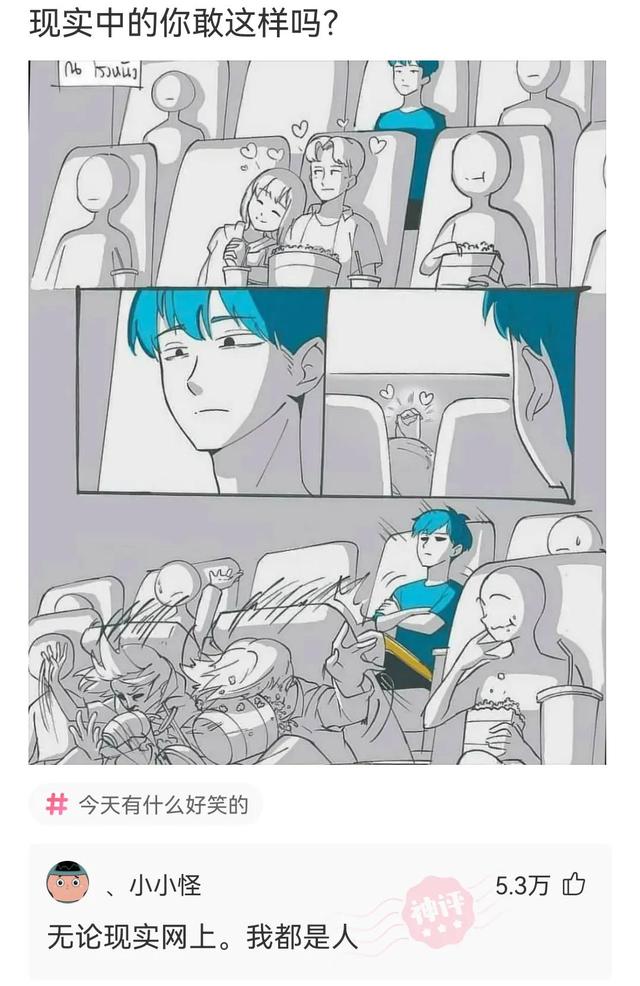 现实中的你敢这样吗?
# 今天有什么好笑的
、小小怪
5.3万
神评
无论现实网上。我都是人